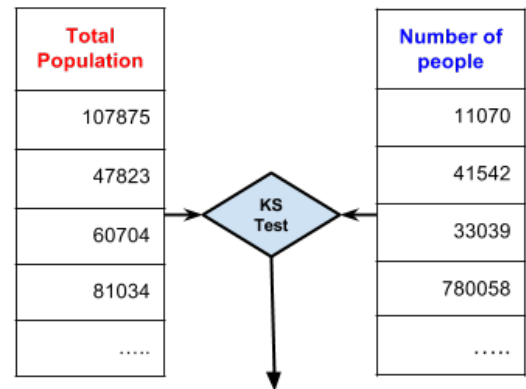 Total
Population
107875
47823
60704
81034
.....
KS
Test
Number of
people
11070
41542
33039
780058
.....